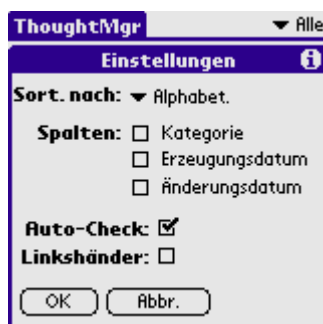 ThoughtMgr Alle
Einstellungen
Sort. nach: Alphabet.
Spalten: Kategorie
Erzeugungsdatum
Änderungsdatum
Auto-Check:
Linkshänder:
OK Abbr.